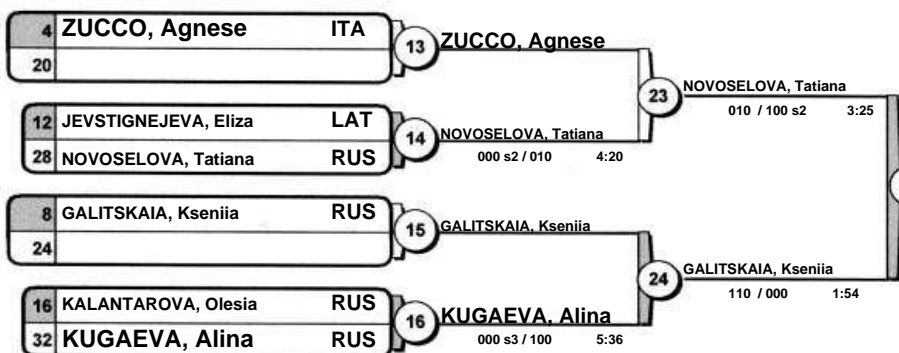 4 ZUCCO, Agnese ITA
20
13 ZUCCO, Agnese
12 JEVSTIGNEJEVA, Eliza LAT
28 NOVOSELOVA, Tatiana RUS
14 NOVOSELOVA, Tatiana
000 s2 / 010 4:20
23 NOVOSELOVA, Tatiana
010 / 100 s2 3:25
8 GALITSKAIA, Kseniia RUS
24
15 GALITSKAIA, Kseniia
16 KALANTAROVA, Olesia RUS
32 KUGAEVA, Alina RUS
16 KUGAEVA, Alina
000 s3 / 100 5:36
24 GALITSKAIA, Kseniia
110 / 000 1:54